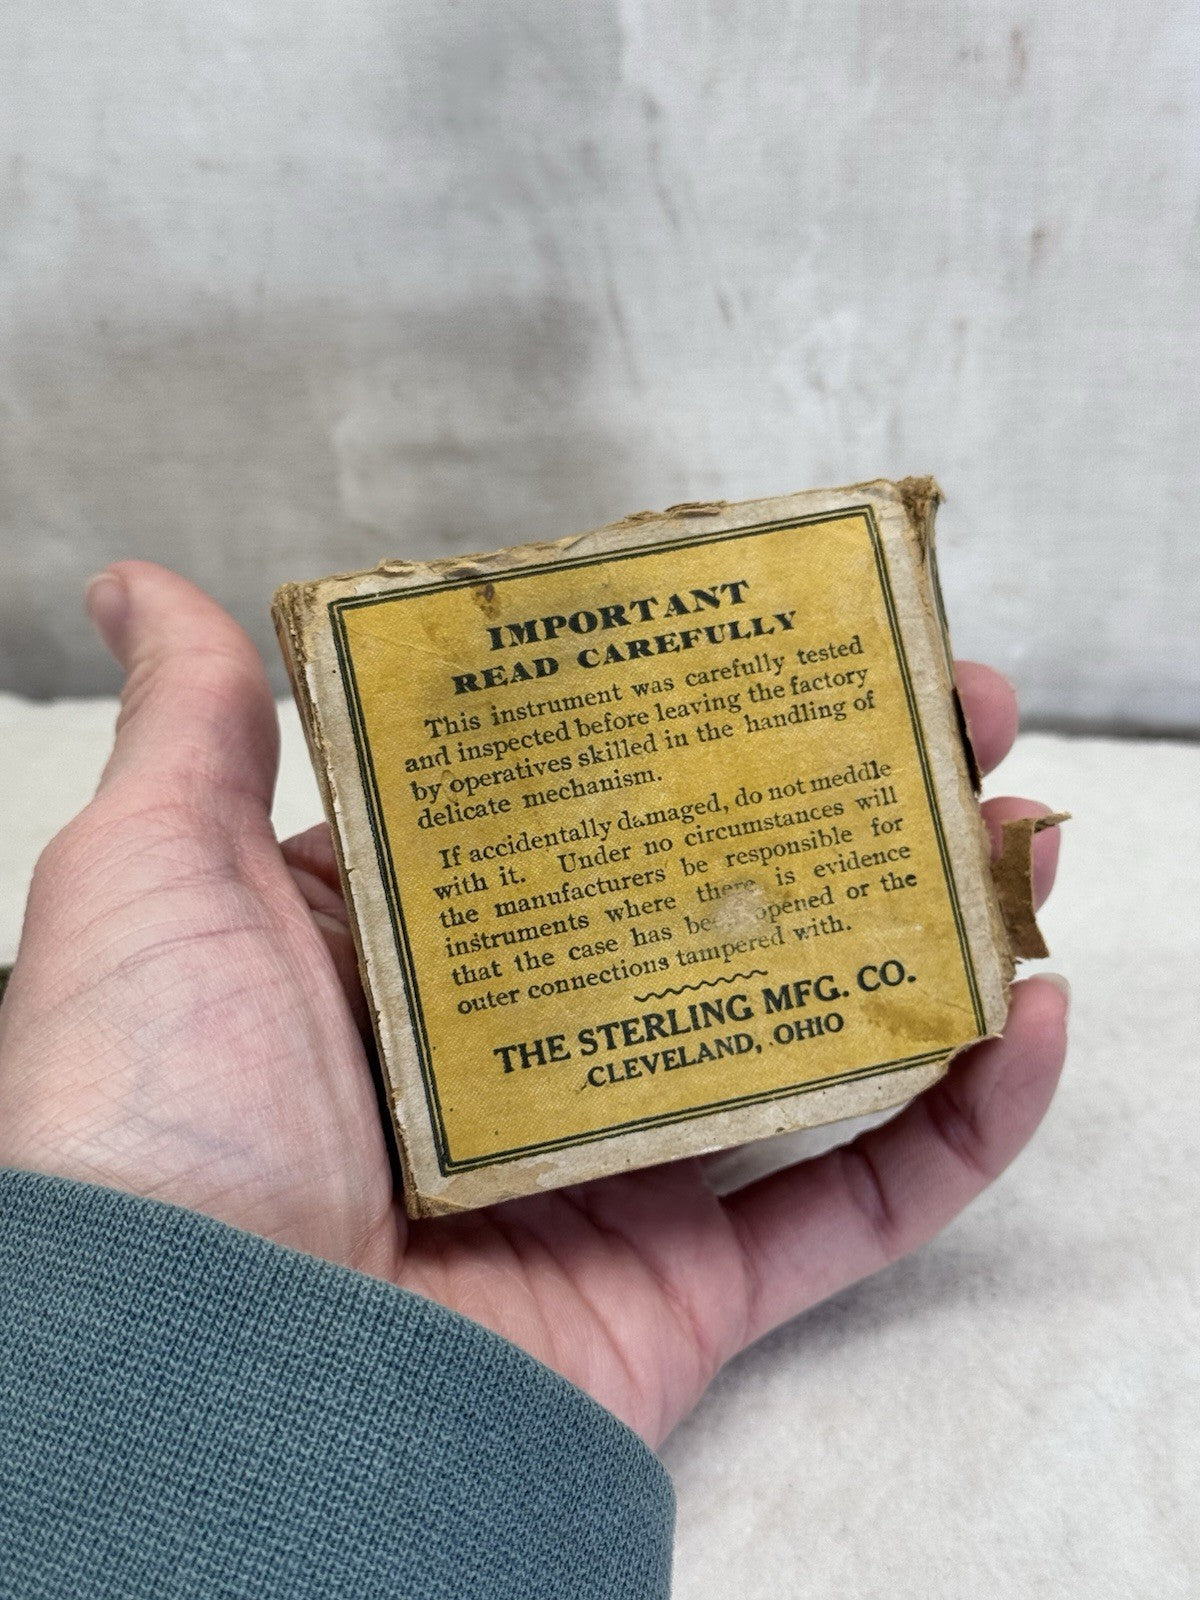 IMPORTANT
READ CAREFULLY
This instrument was carefully tested
and inspected before leaving the factory
by operatives skilled in the handling of
delicate mechanism.
If accidentally damaged, do not meddle
with it. Under no circumstances will
the manufacturers be responsible for
instruments where there is evidence
that the case has been opened or the
outer connections tampered with.
THE STERLING MFG. CO.
CLEVELAND, OHIO